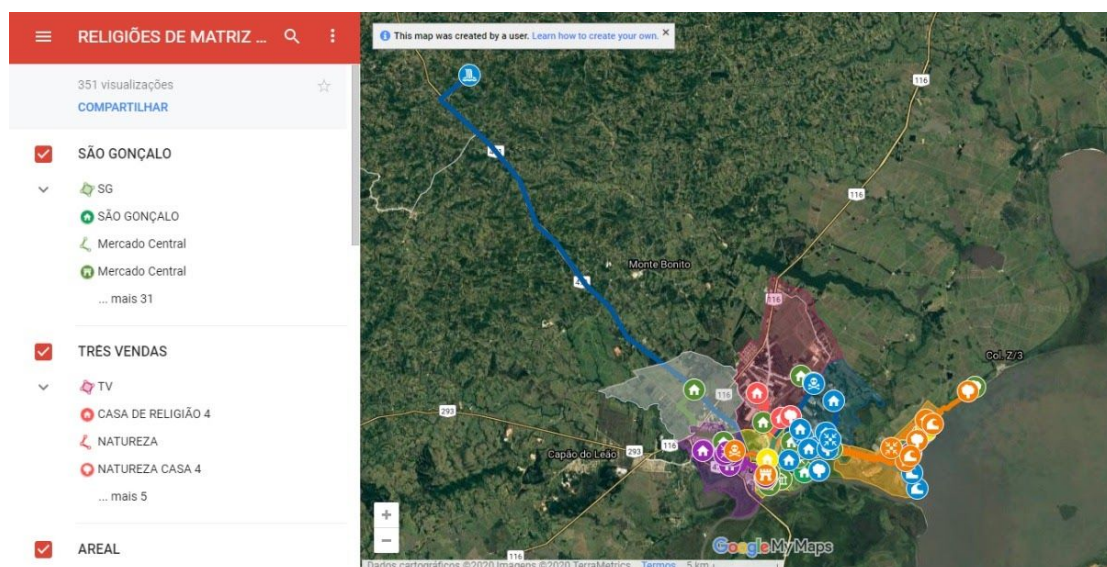 RELIGIÕES DE MATRIZ ...
351 visualizações
COMPARTILHAR
SÃO GONÇALO
SG
SÃO GONÇALO
Mercado Central
Mercado Central
... mais 31
TRÊS VENDAS
TV
CASA DE RELIGIÃO 4
NATUREZA
NATUREZA CASA 4
... mais 5
AREAL
This map was created by a user. Learn how to create your own.
116
116
Monte Bonito
116
Col. Z/3
116
293
116
Capão do Leão
293
Google My Maps
116
Dados cartográficos ©2020 Imagens ©2020 TerraMetrics
Termos
5 km